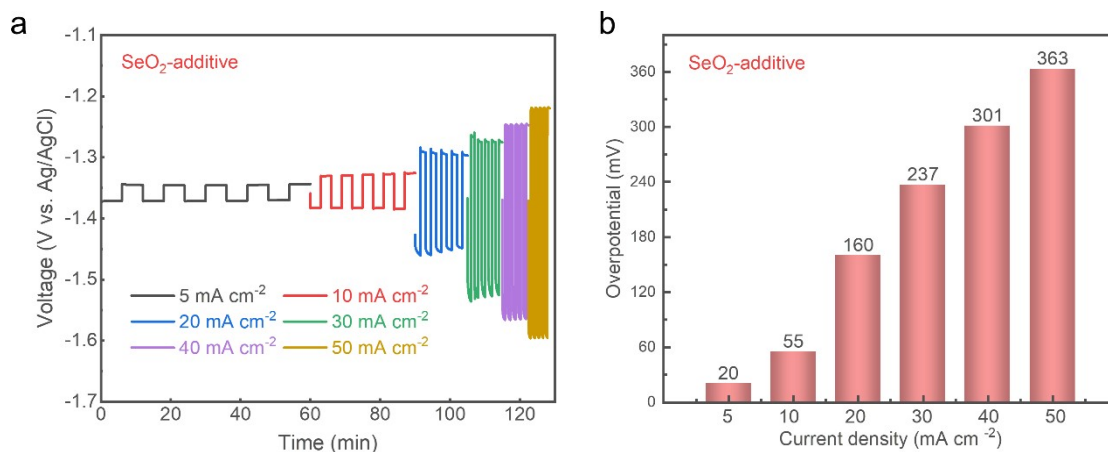 a
SeO₂-additive
Voltage (V vs. Ag/AgCl)
-1.1
-1.2
-1.3
-1.4
-1.5
-1.6
-1.7
5 mA cm⁻² 10 mA cm⁻²
20 mA cm⁻² 30 mA cm⁻²
40 mA cm⁻² 50 mA cm⁻²
0 20 40 60 80 100 120
Time (min)
b
SeO₂-additive
Overpotential (mV)
360
300
240
180
120
60
0
20 55 160 237 301 363
5 10 20 30 40 50
Current density (mA cm ⁻²)